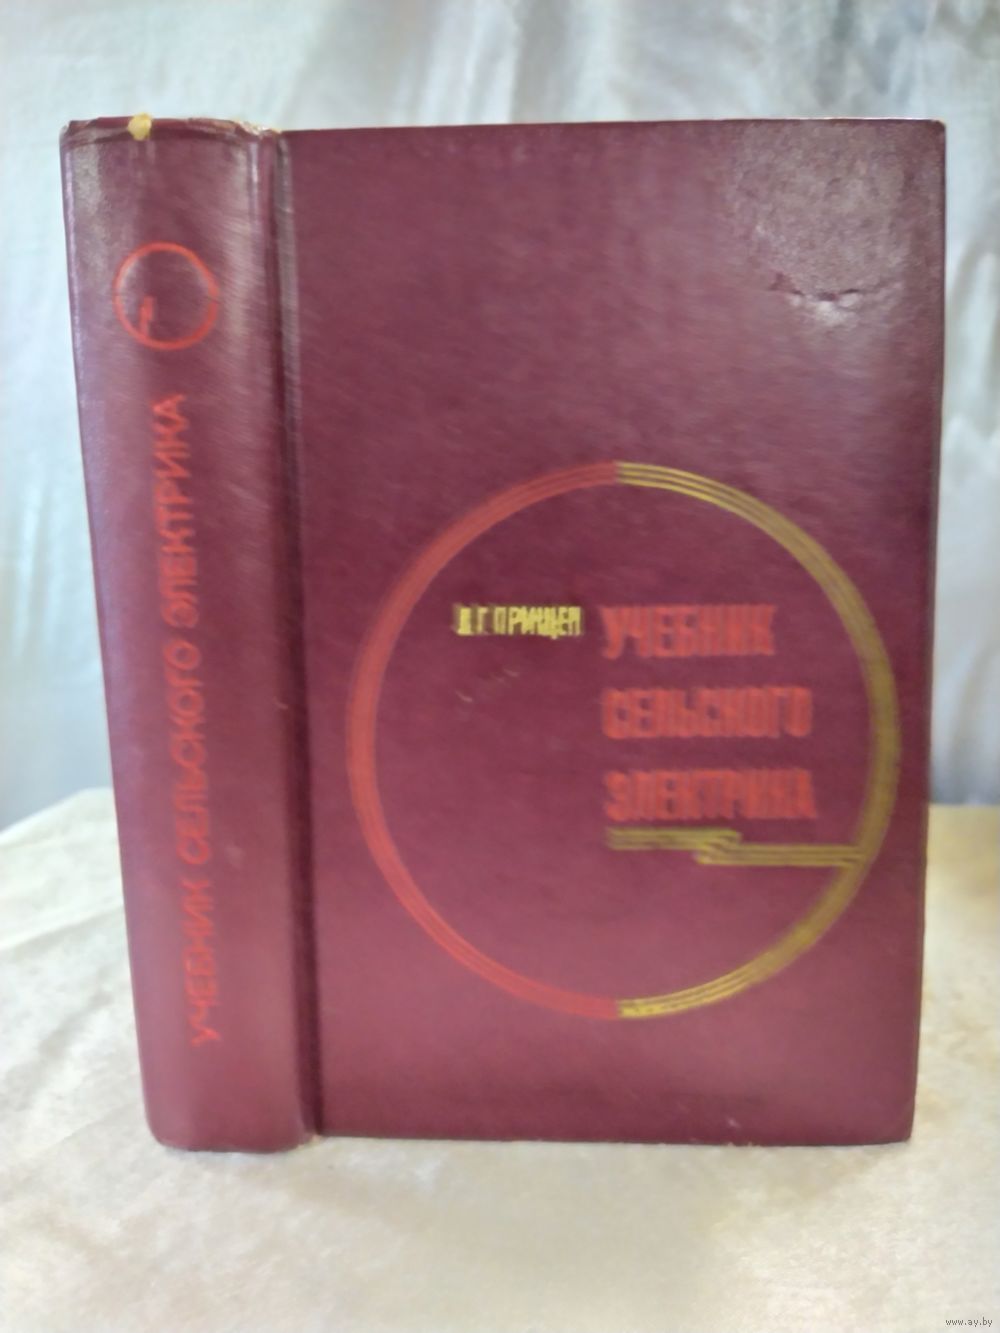 УЧЕБНИК СЕЛЬСКОГО ЭЛЕКТРИКА
Д.Г. ПРИЩЕП
УЧЕБНИК
СЕЛЬСКОГО
ЭЛЕКТРИКА
www.ay.by